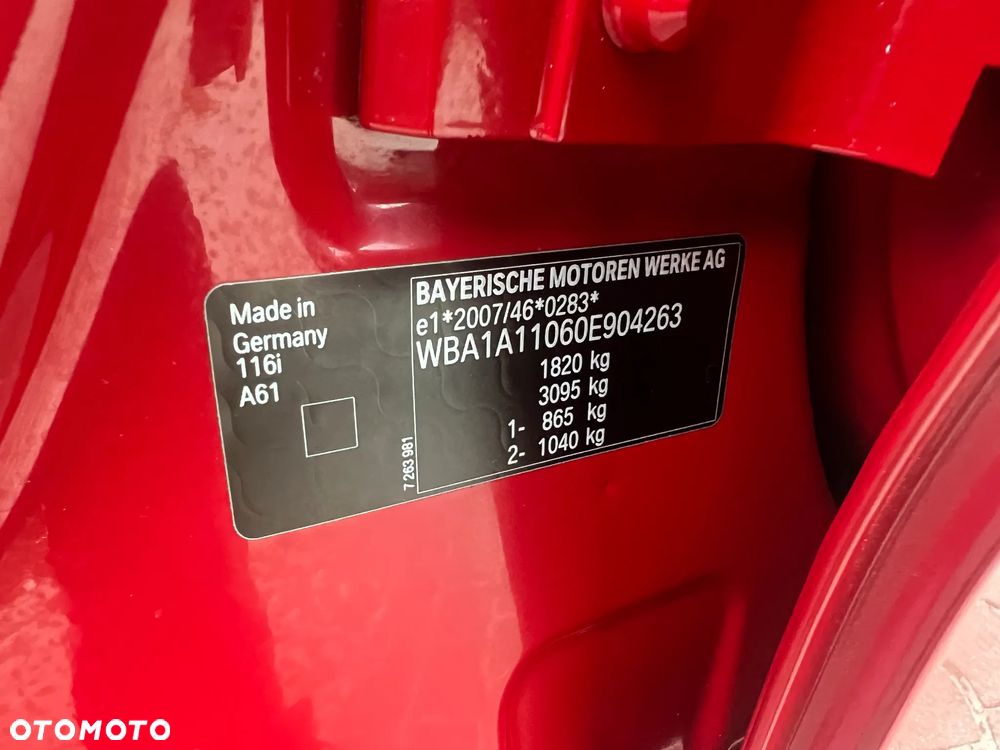 Made in
Germany
116i
A61
7 263 981
BAYERISCHE MOTOREN WERKE AG
e1*2007/46*0283*
WBA1A11060E904263
1820 kg
3095 kg
1- 865 kg
2- 1040 kg
OTOMOTO